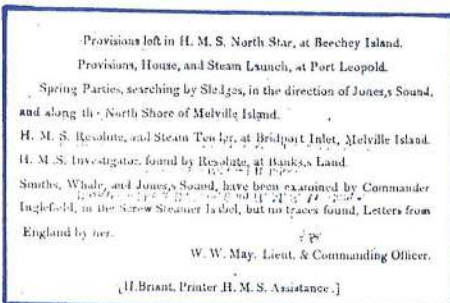 Provisions left in H. M. S. North Star, at Beechey Island.
Provisions, House, and Steam Launch, at Port Leopold.
Spring Parties, searching by Sledges, in the direction of Jones,s Sound,
and along the North Shore of Melville Island.
H. M. S. Resolute, and Steam Tender, at Bridport Inlet, Melville Island.
H. M. S. Investigator, found by Resolute, at Banks,s Land.
Smiths, Whale, and Jones,s Sound, have been examined by Commander
Inglefield, in the Screw Steamer Isabel, but no traces found, Letters from
England by her.
W. W. May. Lieut. & Commanding Officer.
[H.Briant, Printer H. M. S. Assistance.]